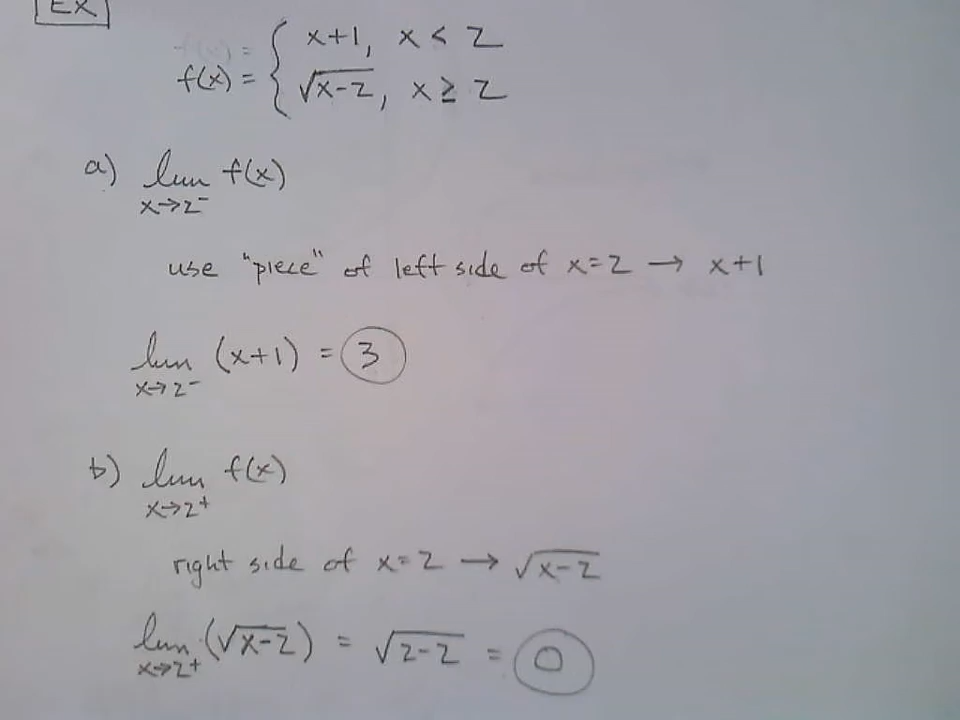 EX
f(x) = { x+1, x < 2
√x-2, x ≥ 2
a) lim f(x)
x→2⁻
use "piece" of left side of x=2 → x+1
lim (x+1) = 3
x→2⁻
b) lim f(x)
x→2⁺
right side of x=2 → √x-2
lim (√x-2) = √2-2 = 0
x→2⁺